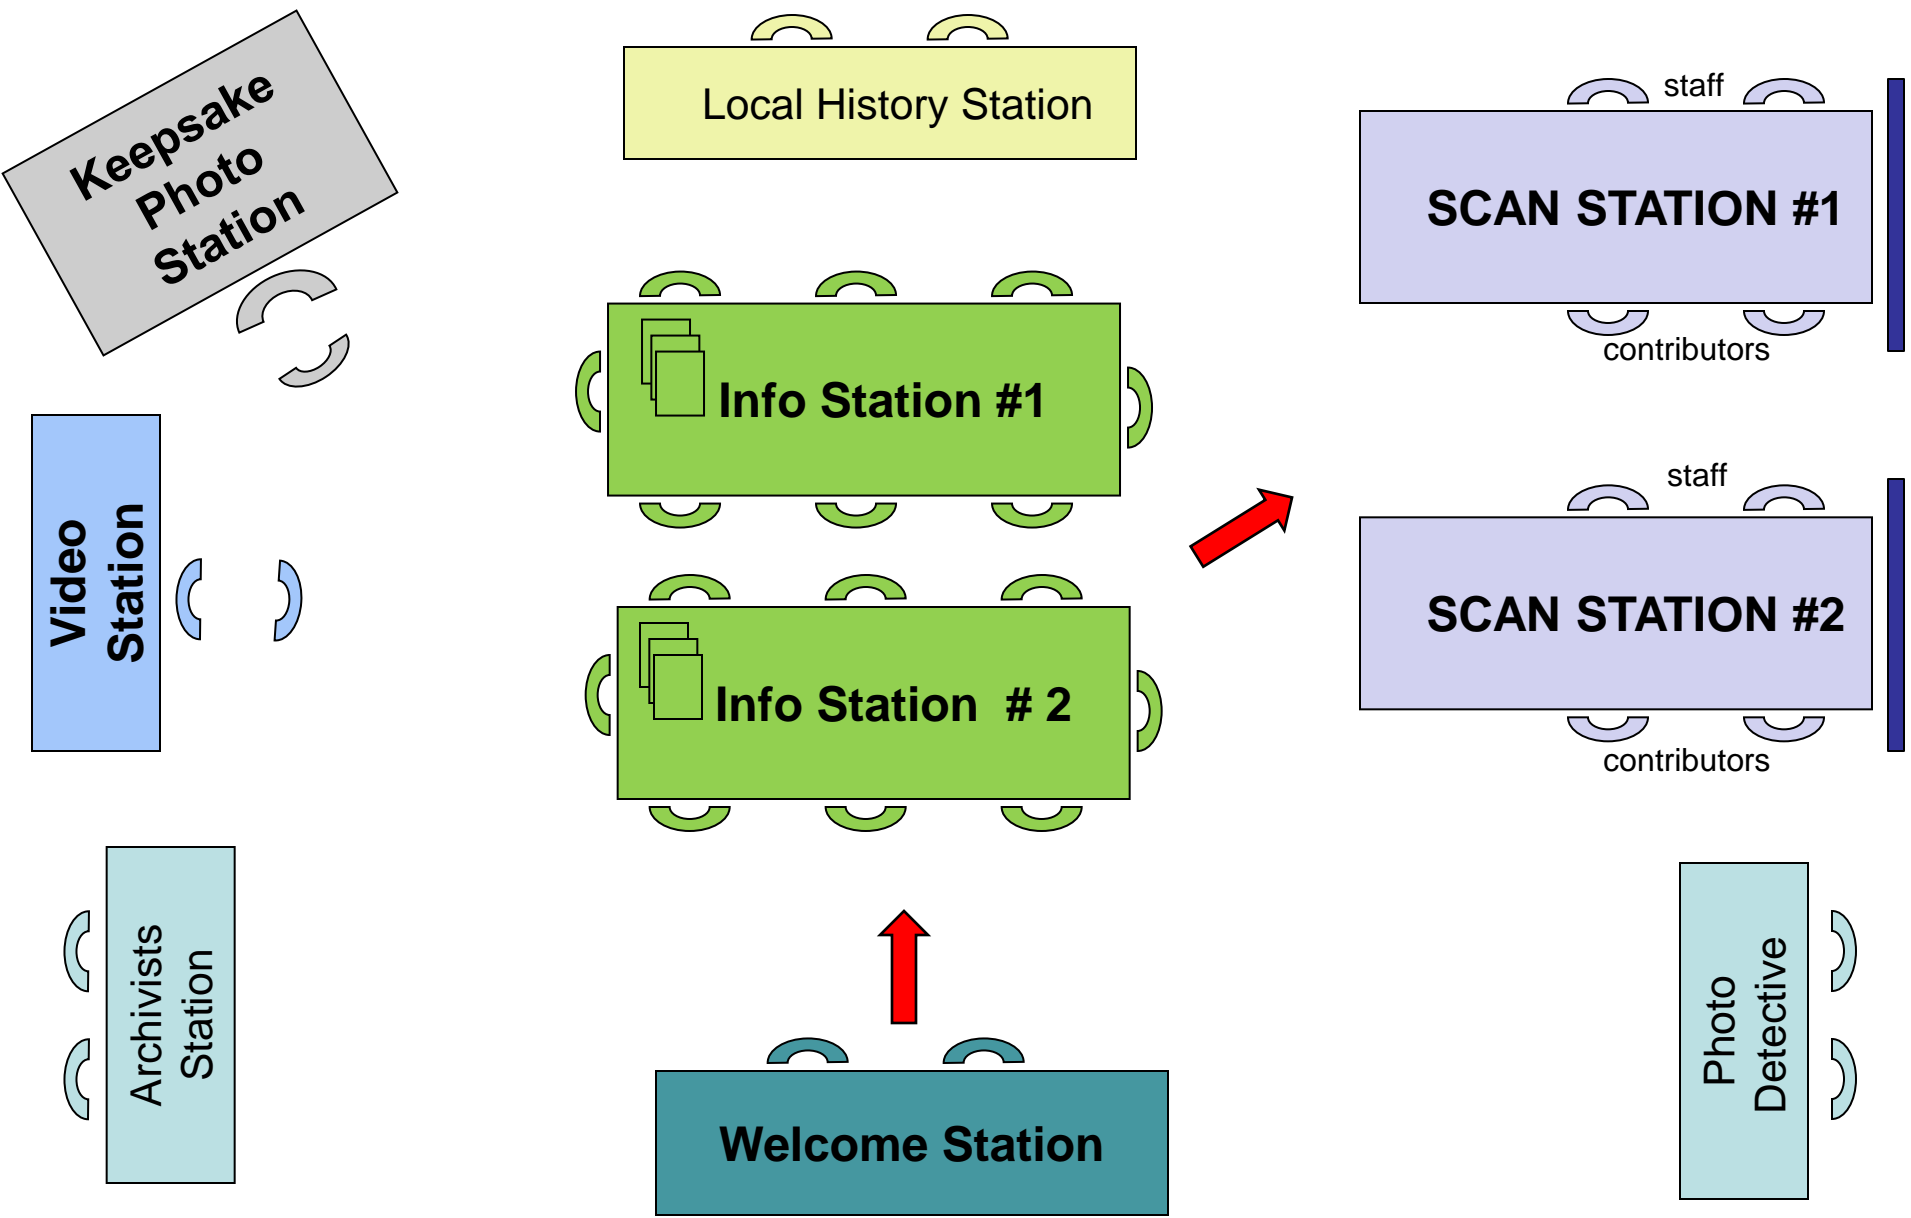 Keepsake
Photo
Station
Local History Station
staff
SCAN STATION #1
contributors
Info Station #1
Video
Station
staff
SCAN STATION #2
contributors
Info Station  # 2
Archivists
Station
Photo
Detective
Welcome Station